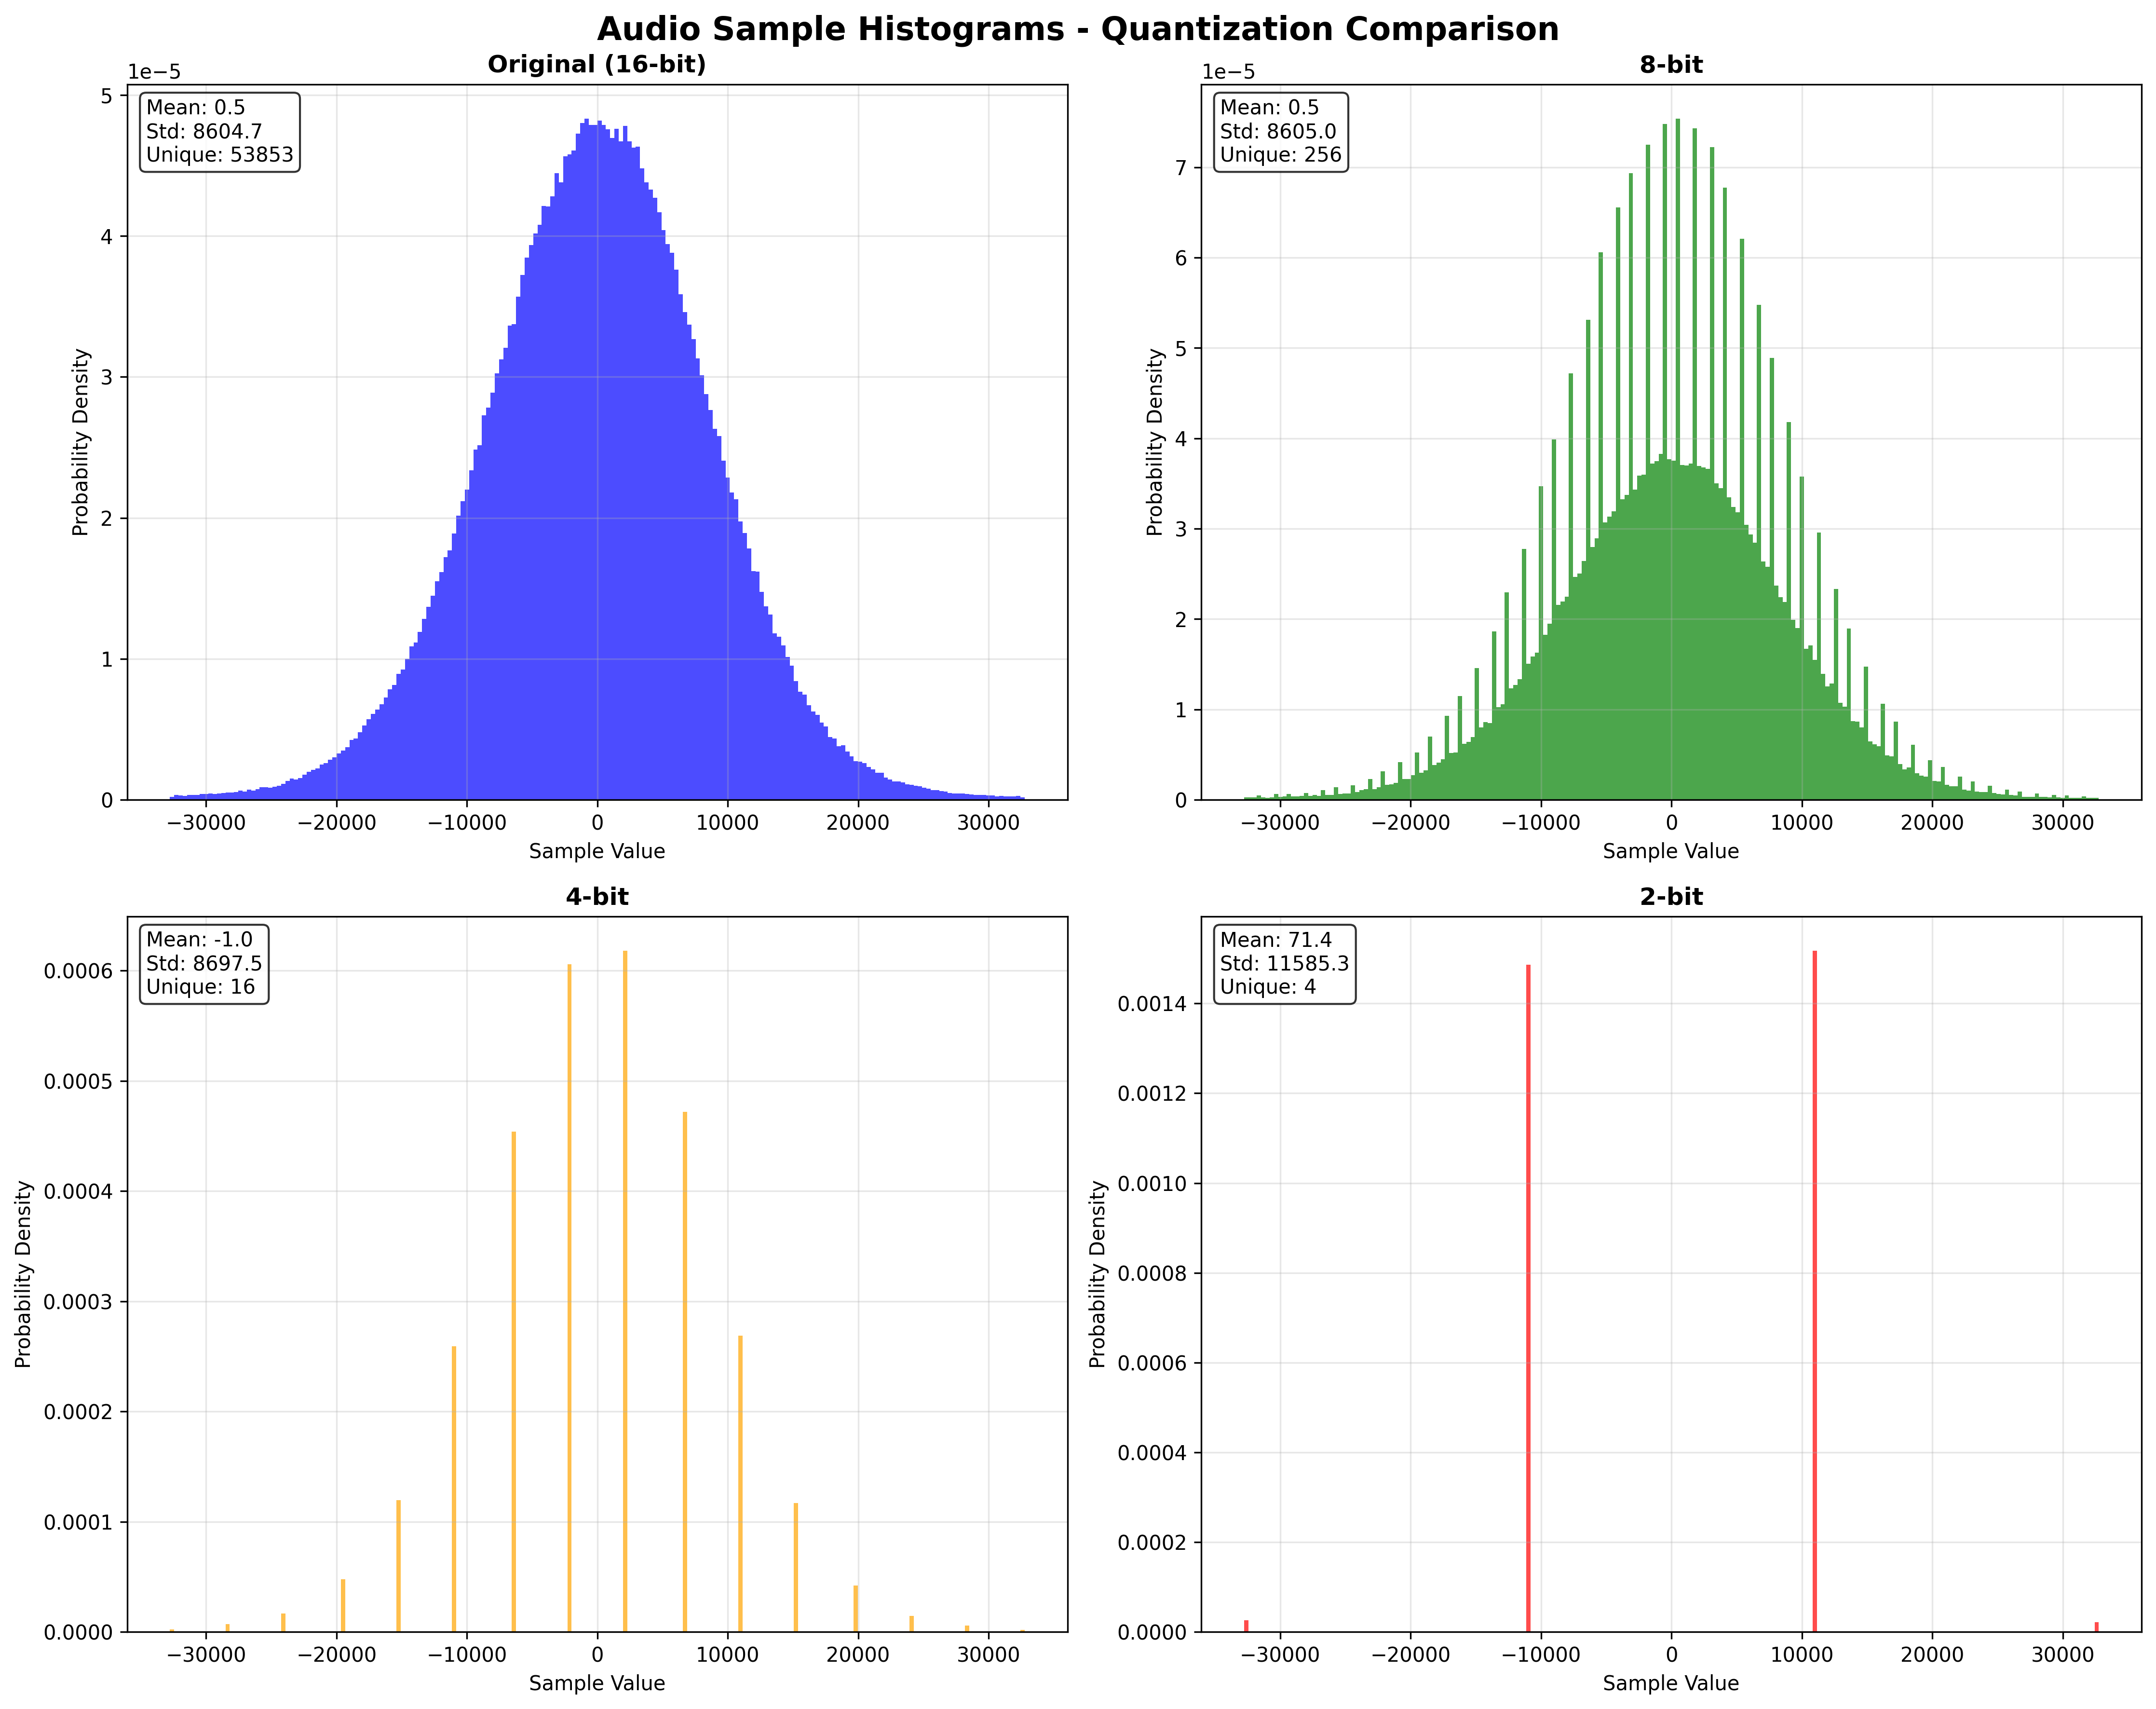 Audio Sample Histograms - Quantization Comparison
Original (16-bit)
1e−5
Mean: 0.5
Std: 8604.7
Unique: 53853
5
4
3
2
1
0
Probability Density
−30000 −20000 −10000 0 10000 20000 30000
Sample Value
8-bit
1e−5
Mean: 0.5
Std: 8605.0
Unique: 256
7
6
5
4
3
2
1
0
Probability Density
−30000 −20000 −10000 0 10000 20000 30000
Sample Value
4-bit
Mean: -1.0
Std: 8697.5
Unique: 16
0.0006
0.0005
0.0004
0.0003
0.0002
0.0001
0.0000
Probability Density
−30000 −20000 −10000 0 10000 20000 30000
Sample Value
2-bit
Mean: 71.4
Std: 11585.3
Unique: 4
0.0014
0.0012
0.0010
0.0008
0.0006
0.0004
0.0002
0.0000
Probability Density
−30000 −20000 −10000 0 10000 20000 30000
Sample Value